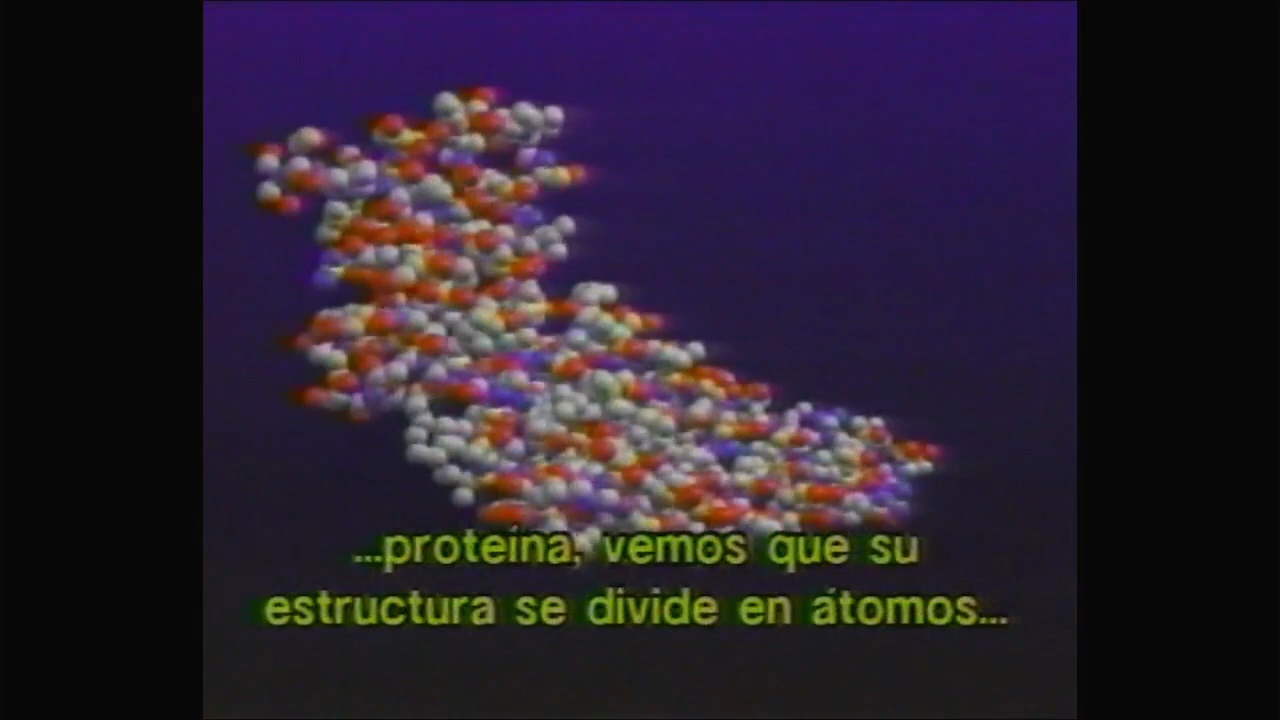 ...proteína, vemos que su
estructura se divide en átomos...